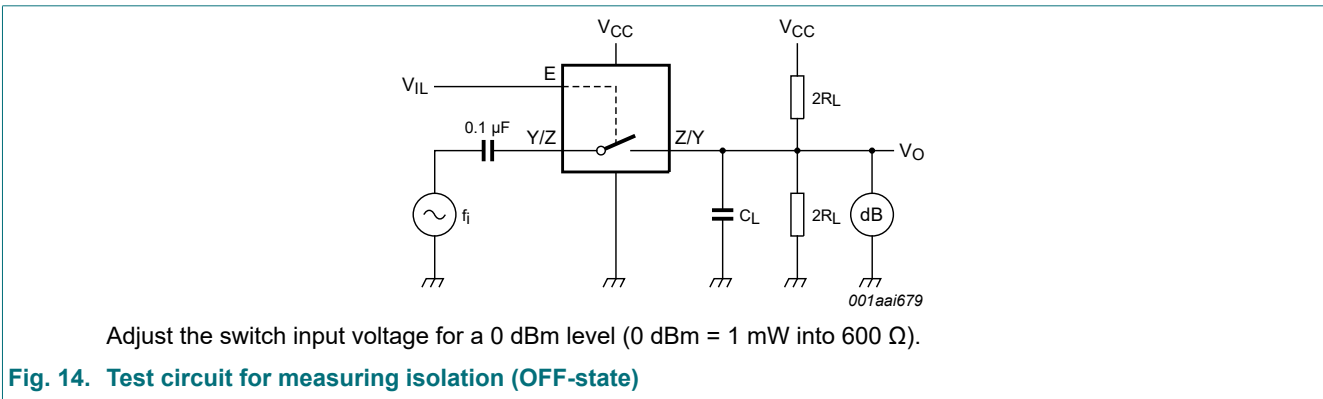 VCC
VCC
VIL
E
2RL
0.1 µF
Y/Z
Z/Y
VO
fi
CL
2RL
dB
001aai679
Adjust the switch input voltage for a 0 dBm level (0 dBm = 1 mW into 600 Ω).
Fig. 14. Test circuit for measuring isolation (OFF-state)